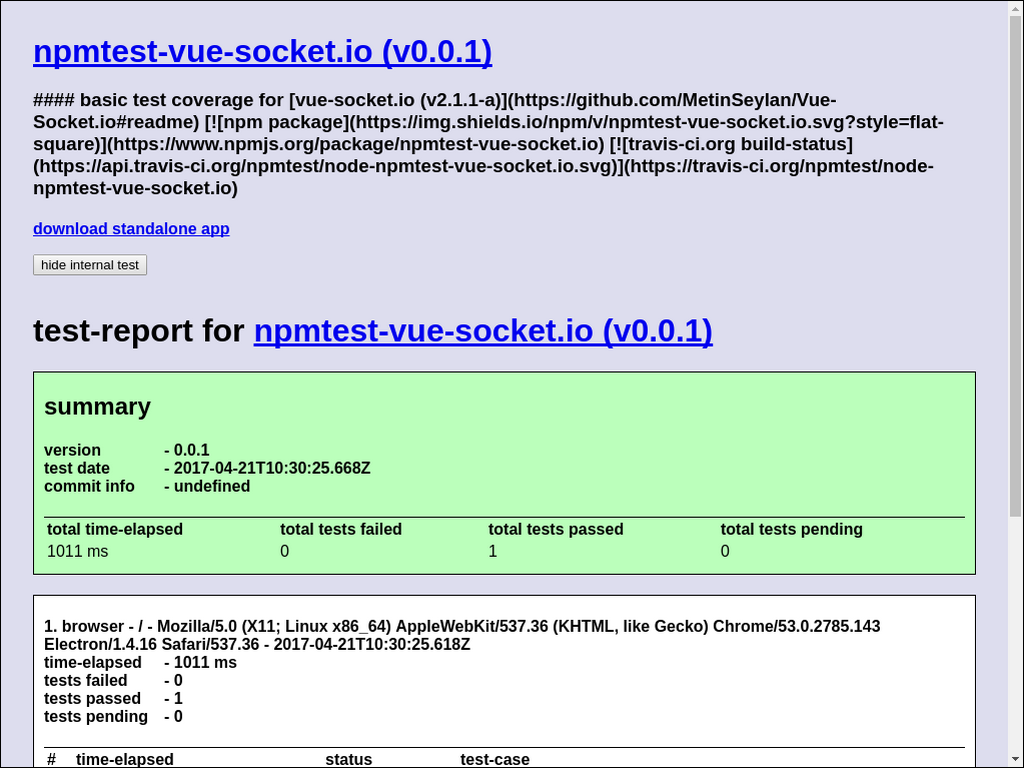 npmtest-vue-socket.io (v0.0.1)
#### basic test coverage for [vue-socket.io (v2.1.1-a)](https://github.com/MetinSeylan/Vue-
Socket.io#readme) [![npm package](https://img.shields.io/npm/v/npmtest-vue-socket.io.svg?style=flat-
square)](https://www.npmjs.org/package/npmtest-vue-socket.io) [![travis-ci.org build-status]
(https://api.travis-ci.org/npmtest/node-npmtest-vue-socket.io.svg)](https://travis-ci.org/npmtest/node-
npmtest-vue-socket.io)
download standalone app
hide internal test
test-report for npmtest-vue-socket.io (v0.0.1)
summary
version - 0.0.1
test date - 2017-04-21T10:30:25.668Z
commit info - undefined
total time-elapsed total tests failed total tests passed total tests pending
1011 ms 0 1 0
1. browser - / - Mozilla/5.0 (X11; Linux x86_64) AppleWebKit/537.36 (KHTML, like Gecko) Chrome/53.0.2785.143
Electron/1.4.16 Safari/537.36 - 2017-04-21T10:30:25.618Z
time-elapsed - 1011 ms
tests failed - 0
tests passed - 1
tests pending - 0
# time-elapsed status test-case